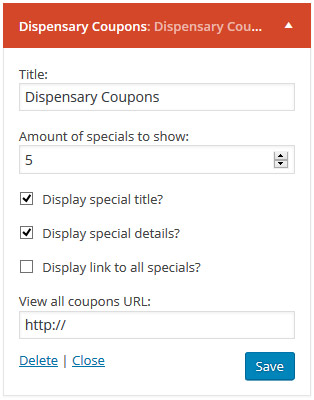 Dispensary Coupons: Dispensary Cou...
Title:
Dispensary Coupons
Amount of specials to show:
5
Display special title?
Display special details?
Display link to all specials?
View all coupons URL:
http://
Delete | Close Save